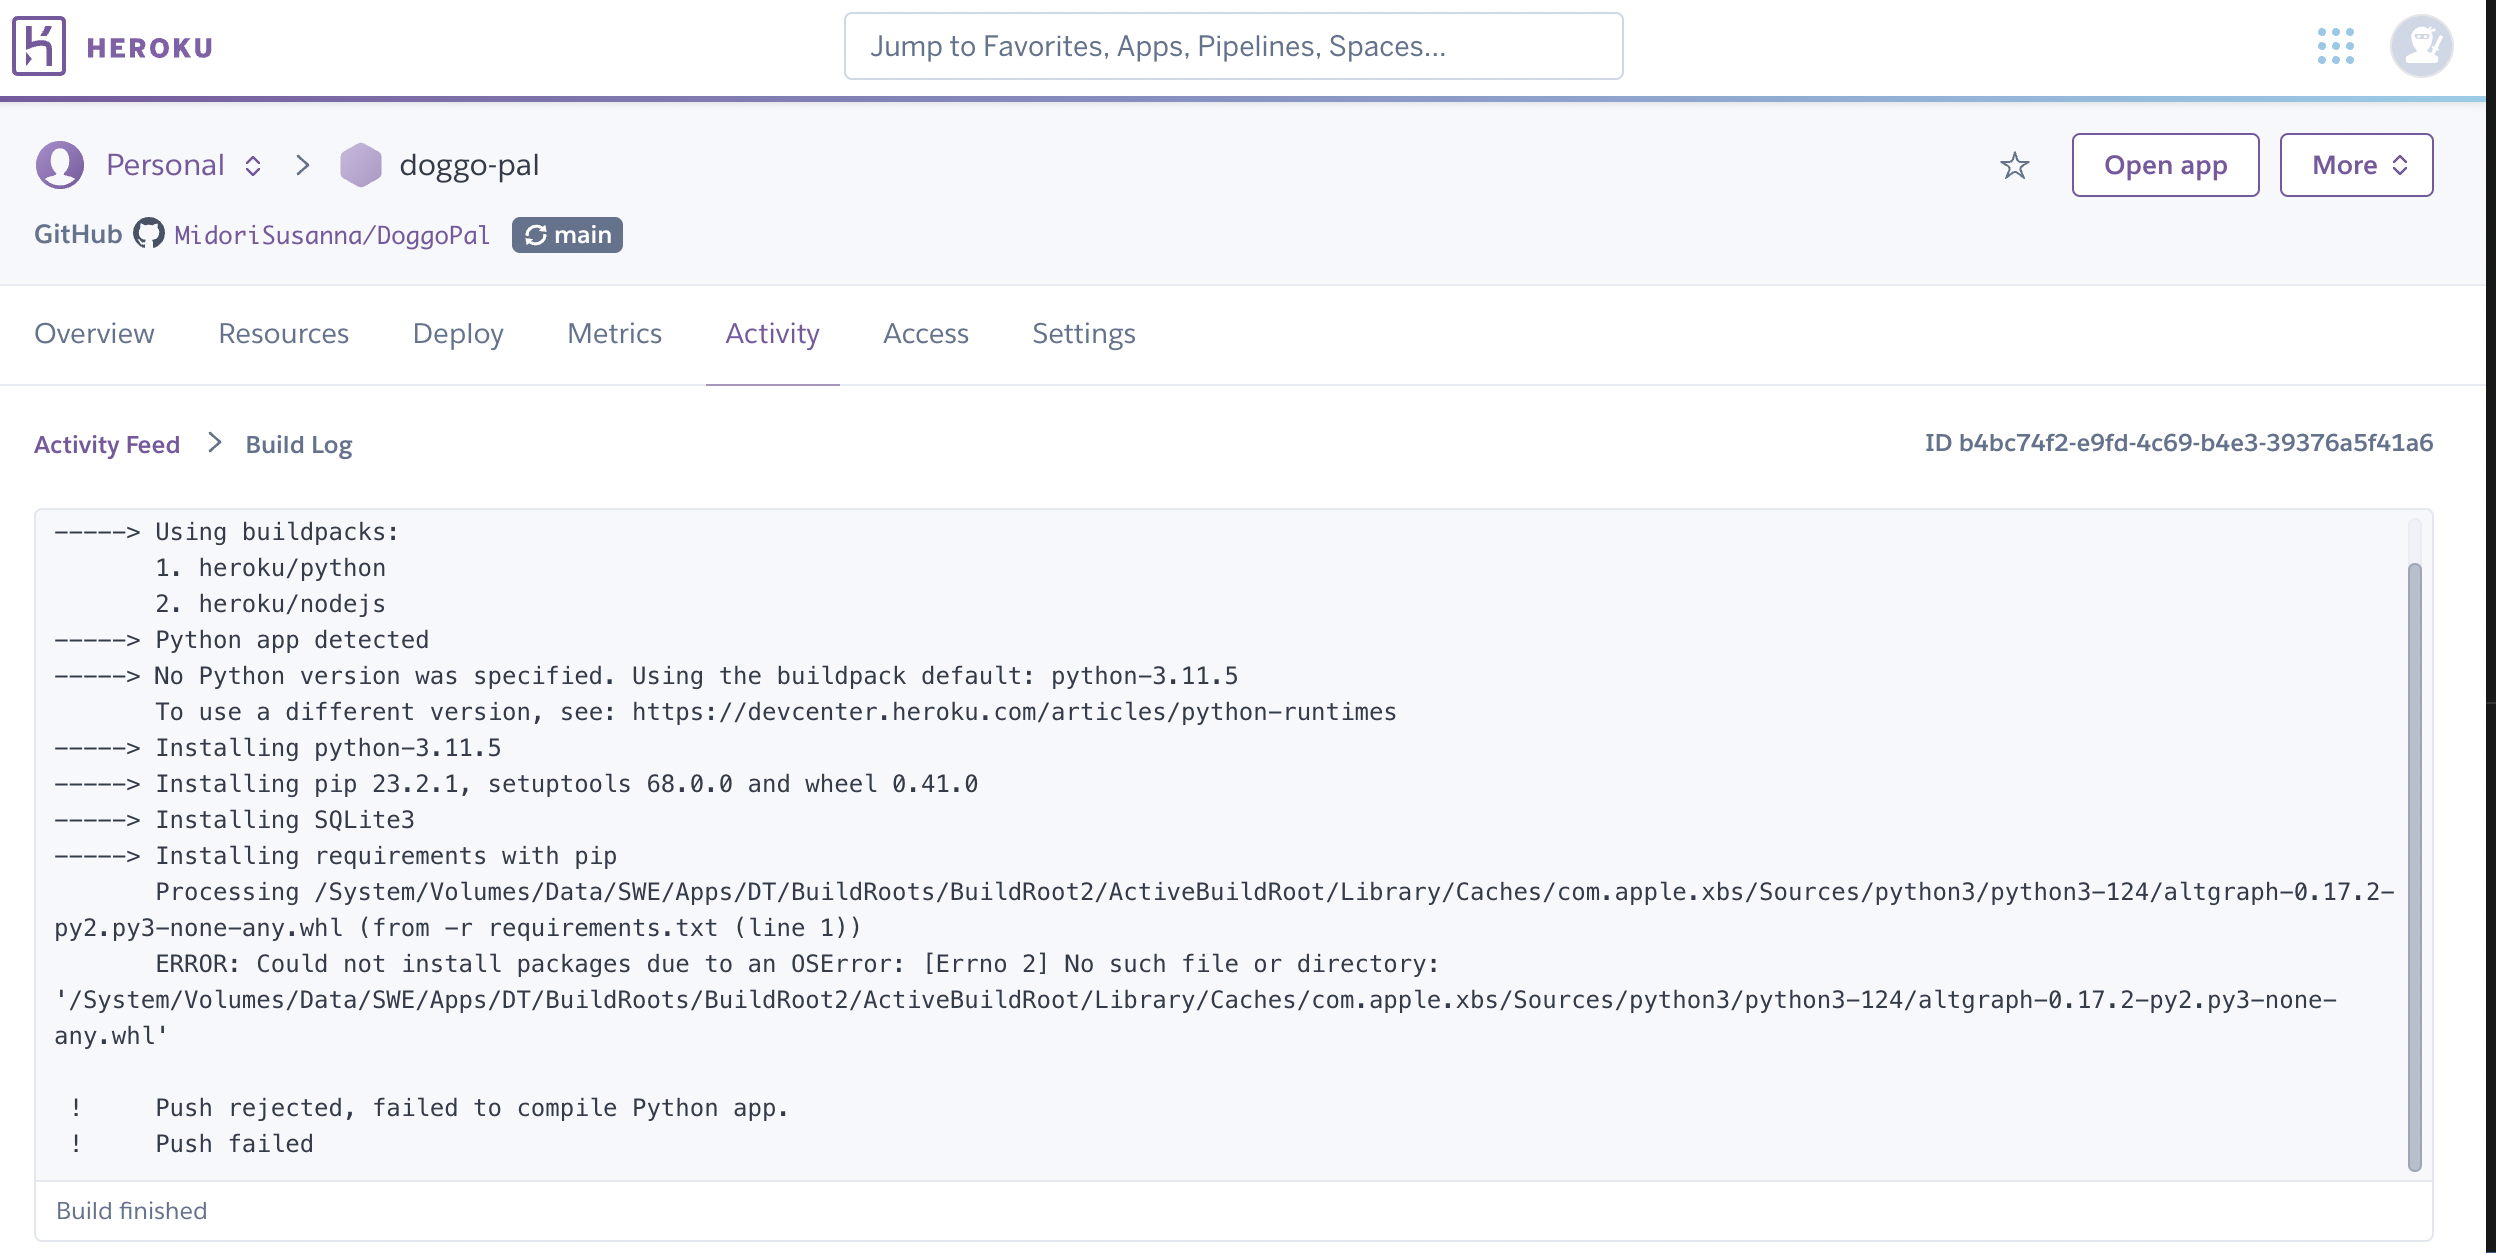 HEROKU
Jump to Favorites, Apps, Pipelines, Spaces...
Personal > doggo-pal
Open app
More
GitHub MidoriSusanna/DoggoPal main
Overview Resources Deploy Metrics Activity Access Settings
Activity Feed > Build Log
ID b4bc74f2-e9fd-4c69-b4e3-39376a5f41a6
-----> Using buildpacks:
1. heroku/python
2. heroku/nodejs
-----> Python app detected
-----> No Python version was specified. Using the buildpack default: python-3.11.5
To use a different version, see: https://devcenter.heroku.com/articles/python-runtimes
-----> Installing python-3.11.5
-----> Installing pip 23.2.1, setuptools 68.0.0 and wheel 0.41.0
-----> Installing SQLite3
-----> Installing requirements with pip
Processing /System/Volumes/Data/SWE/Apps/DT/BuildRoots/BuildRoot2/ActiveBuildRoot/Library/Caches/com.apple.xbs/Sources/python3/python3-124/altgraph-0.17.2-
py2.py3-none-any.whl (from -r requirements.txt (line 1))
ERROR: Could not install packages due to an OSError: [Errno 2] No such file or directory:
'/System/Volumes/Data/SWE/Apps/DT/BuildRoots/BuildRoot2/ActiveBuildRoot/Library/Caches/com.apple.xbs/Sources/python3/python3-124/altgraph-0.17.2-py2.py3-none-
any.whl'
! Push rejected, failed to compile Python app.
! Push failed
Build finished